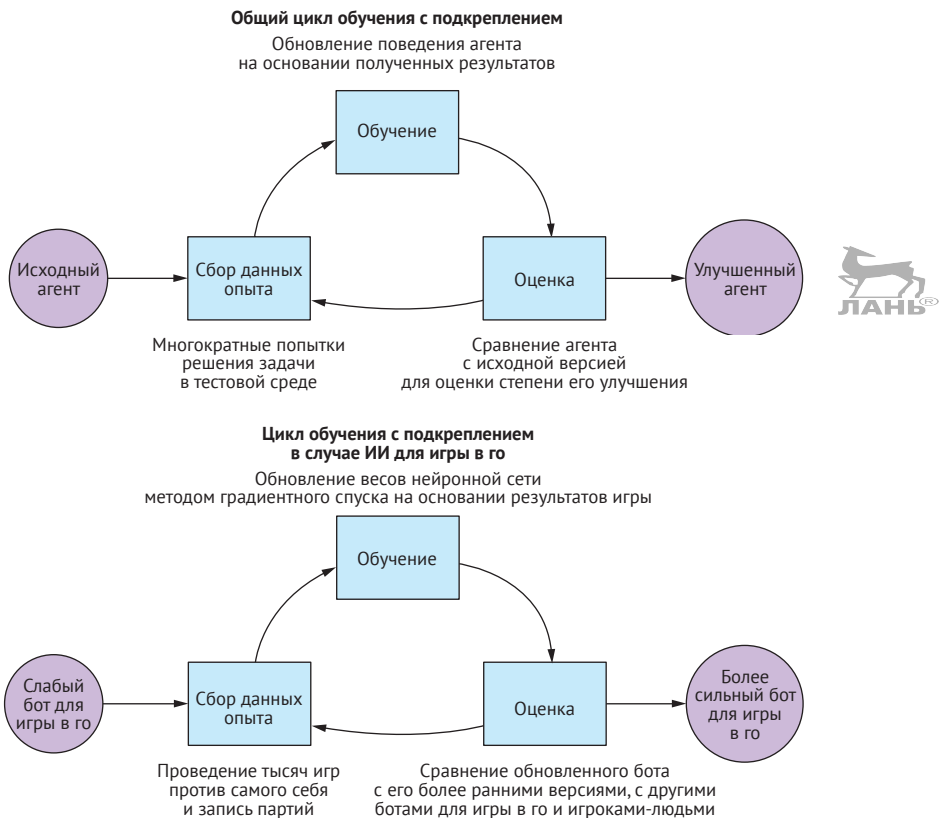 Общий цикл обучения с подкреплением
Обновление поведения агента
на основании полученных результатов
Обучение
Исходный
агент
Сбор данных
опыта
Оценка
Улучшенный
агент
ЛАНЬ®
Многократные попытки
решения задачи
в тестовой среде
Сравнение агента
с исходной версией
для оценки степени его улучшения
Цикл обучения с подкреплением
в случае ИИ для игры в го
Обновление весов нейронной сети
методом градиентного спуска на основании результатов игры
Обучение
Слабый
бот для
игры в го
Сбор данных
опыта
Оценка
Более
сильный бот
для игры
в го
Проведение тысяч игр
против самого себя
и запись партий
Сравнение обновленного бота
с его более ранними версиями, с другими
ботами для игры в го и игроками-людьми